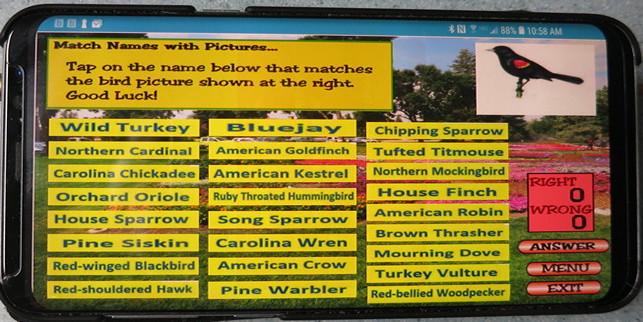 88% 10:58 AM
Match Names with Pictures...
Tap on the name below that matches
the bird picture shown at the right.
Good Luck!
Wild Turkey
Northern Cardinal
Carolina Chickadee
Orchard Oriole
House Sparrow
Pine Siskin
Red-winged Blackbird
Red-shouldered Hawk
Bluejay
American Goldfinch
American Kestrel
Ruby Throated Hummingbird
Song Sparrow
Carolina Wren
American Crow
Pine Warbler
Chipping Sparrow
Tufted Titmouse
Northern Mockingbird
House Finch
American Robin
Brown Thrasher
Mourning Dove
Turkey Vulture
Red-bellied Woodpecker
RIGHT
0
WRONG
0
ANSWER
MENU
EXIT